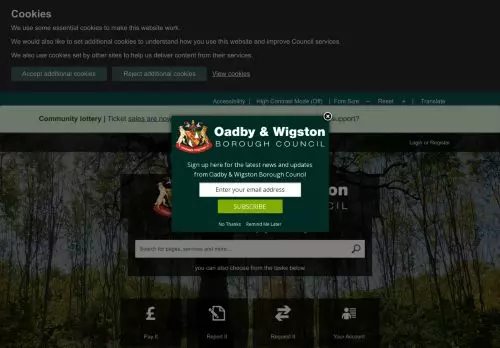 Cookies
We use some essential cookies to make this website work.
We would also like to set additional cookies to understand how you use this website and improve Council services.
We also use cookies set by other sites to help us deliver content from their services.
Accept additional cookies
Reject additional cookies
View cookies
Accessibility | High Contrast Mode (Off) | Font Size: − Reset + | Translate
Community lottery | Ticket sales are now
support?
Login or Register
Oadby & Wigston
BOROUGH COUNCIL
Sign up here for the latest news and updates
from Oadby & Wigston Borough Council
Enter your email address
SUBSCRIBE
No Thanks
Remind Me Later
Search for pages, services and more...
you can also choose from the tasks below
£
Pay It
Report It
Request It
Your Account